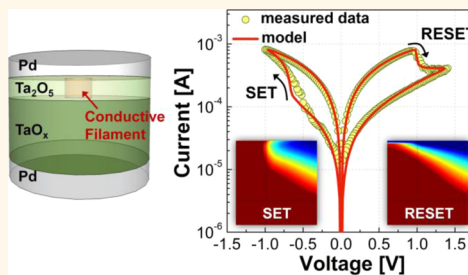 Pd
Ta₂O₅
Conductive
Filament
TaOₓ
Pd
Current [A]
10⁻³
10⁻⁴
10⁻⁵
10⁻⁶
measured data
model
RESET
SET
SET
RESET
-1.5 -1.0 -0.5 0.0 0.5 1.0 1.5
Voltage [V]